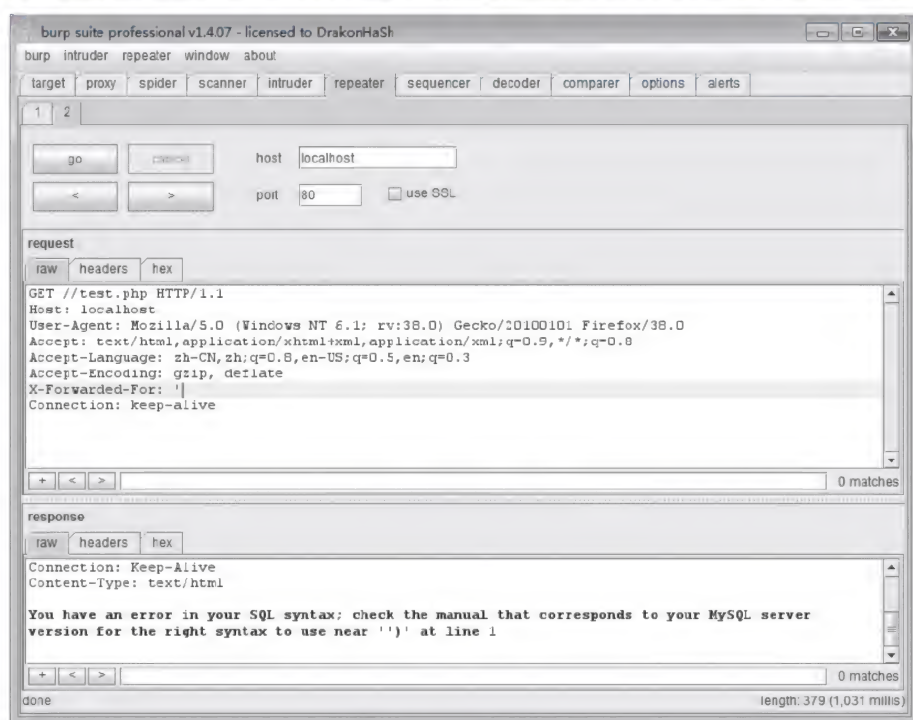 burp suite professional v1.4.07 - licensed to DrakonHaSh
burp intruder repeater window about
target proxy spider scanner intruder repeater sequencer decoder comparer options alerts
1 2
go cancel host localhost
< > port 80 use SSL
request
raw headers hex
GET //test.php HTTP/1.1
Host: localhost
User-Agent: Mozilla/5.0 (Windows NT 6.1; rv:38.0) Gecko/20100101 Firefox/38.0
Accept: text/html,application/xhtml+xml,application/xml;q=0.9,*/*;q=0.8
Accept-Language: zh-CN,zh;q=0.8,en-US;q=0.5,en;q=0.3
Accept-Encoding: gzip, deflate
X-Forwarded-For: '
Connection: keep-alive
+ < > 0 matches
response
raw headers hex
Connection: Keep-Alive
Content-Type: text/html
You have an error in your SQL syntax; check the manual that corresponds to your MySQL server
version for the right syntax to use near '')' at line 1
+ < > 0 matches
done length: 379 (1,031 millis)